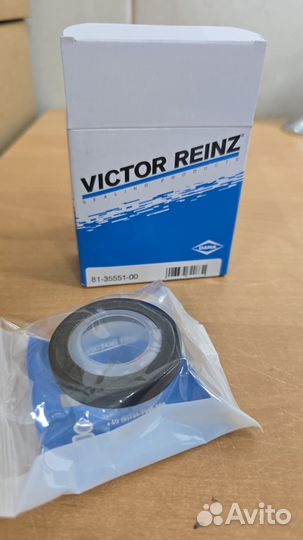 VICTOR REINZ
SEALING PRODUCTS
DANA
81-35551-00
Avito